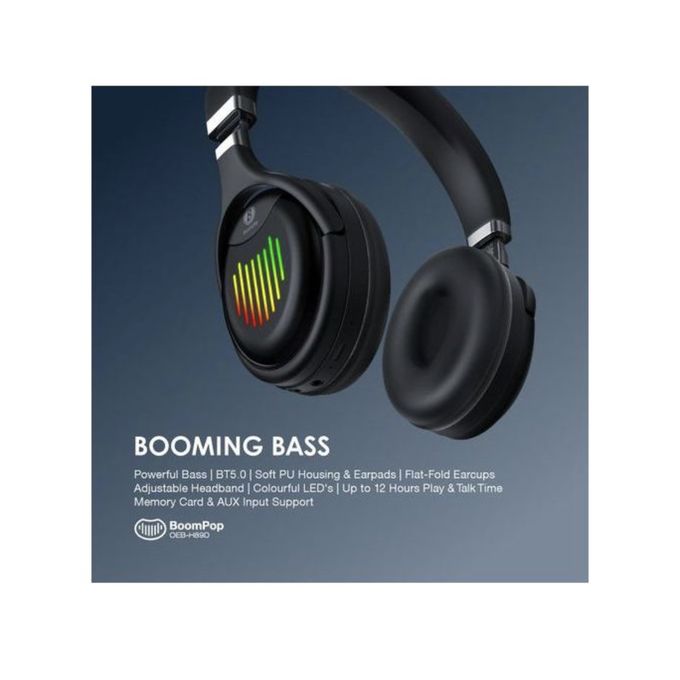 BOOMING BASS
Powerful Bass | BT5.0 | Soft PU Housing & Earpads | Flat-Fold Earcups
Adjustable Headband | Colourful LED's | Up to 12 Hours Play & Talk Time
Memory Card & AUX Input Support
BoomPop
OEB-H89D